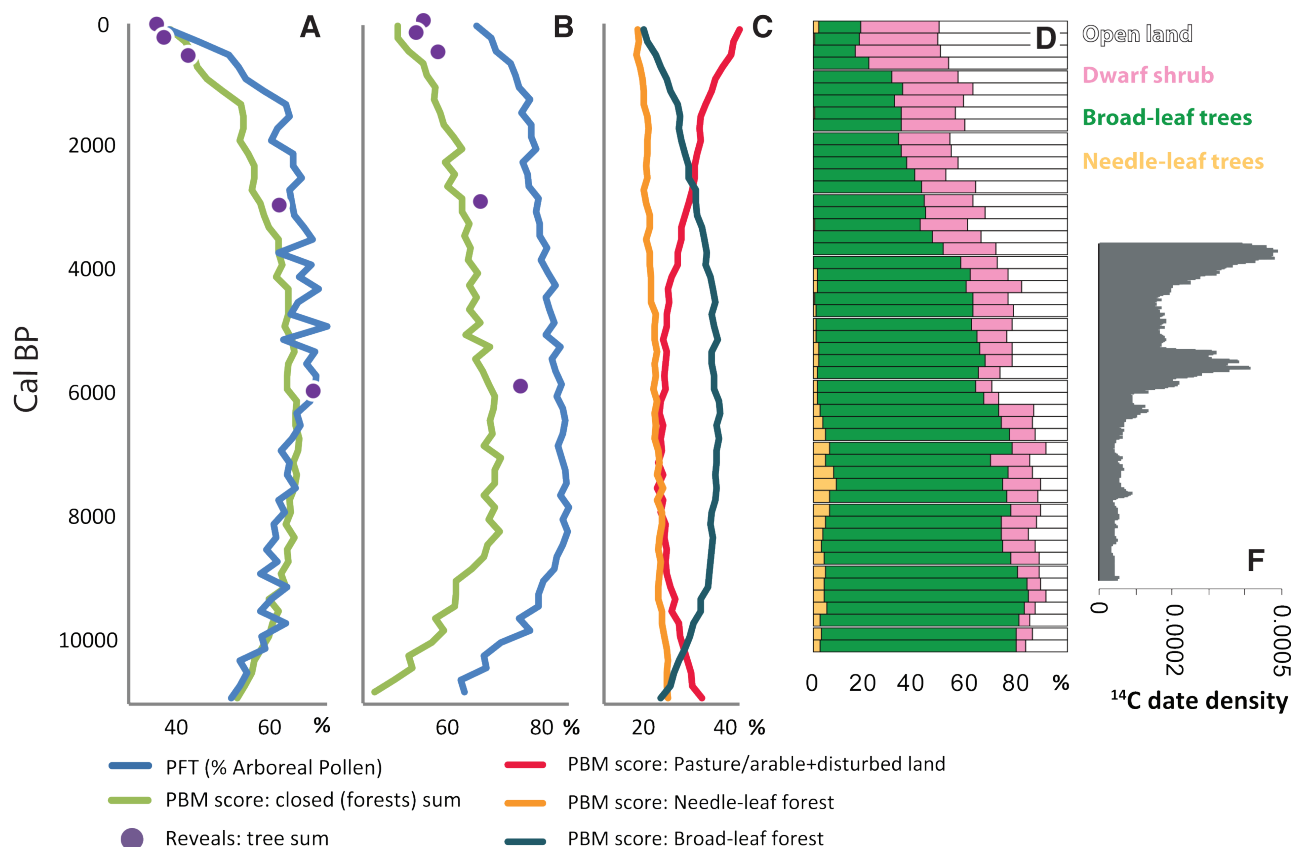 A
B
C
D
F
Cal BP
0
2000
4000
6000
8000
10000
40 60 %
60 80 %
20 40 %
0 20 40 60 80 %
Open land
Dwarf shrub
Broad-leaf trees
Needle-leaf trees
0 0.0002 0.0005
¹⁴C date density
PFT (% Arboreal Pollen)
PBM score: closed (forests) sum
Reveals: tree sum
PBM score: Pasture/arable+disturbed land
PBM score: Needle-leaf forest
PBM score: Broad-leaf forest